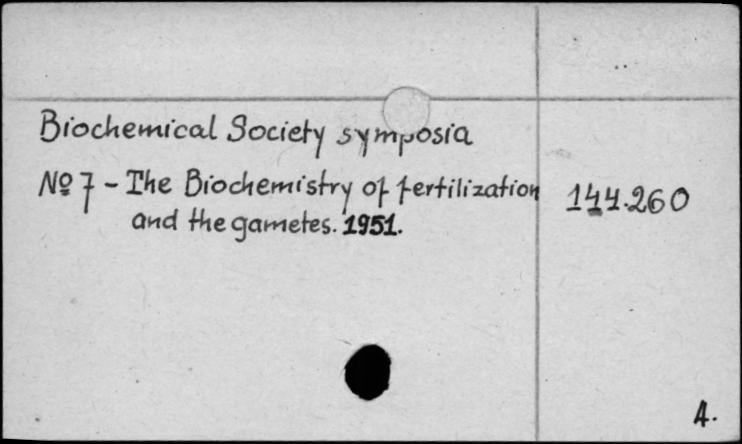 Biochemical Society symposia
Nº 7 - The Biochemistry of fertilization
and the gametes. 1951.
144.260
4.